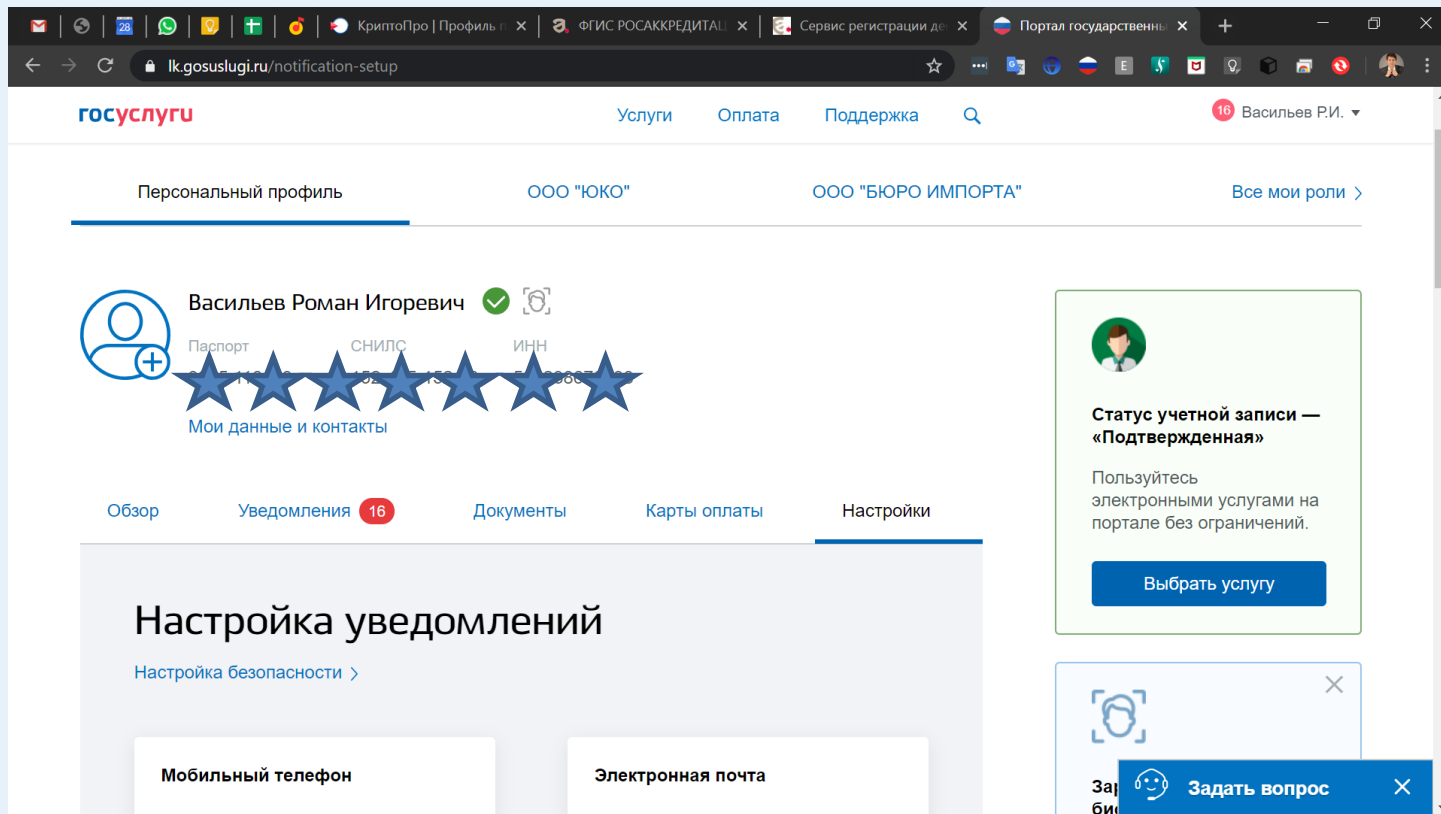 КриптоПро | Профиль п
ФГИС РОСАККРЕДИТАЦ
Сервис регистрации де
Портал государственны
lk.gosuslugi.ru/notification-setup
госуслуги
Услуги
Оплата
Поддержка
16 Васильев Р.И.
Персональный профиль
ООО "ЮКО"
ООО "БЮРО ИМПОРТА"
Все мои роли
Васильев Роман Игоревич
Паспорт
СНИЛС
ИНН
Мои данные и контакты
Статус учетной записи —
«Подтвержденная»
Пользуйтесь
электронными услугами на
портале без ограничений.
Выбрать услугу
Обзор
Уведомления 16
Документы
Карты оплаты
Настройки
Настройка уведомлений
Настройка безопасности
Мобильный телефон
Электронная почта
Задать вопрос